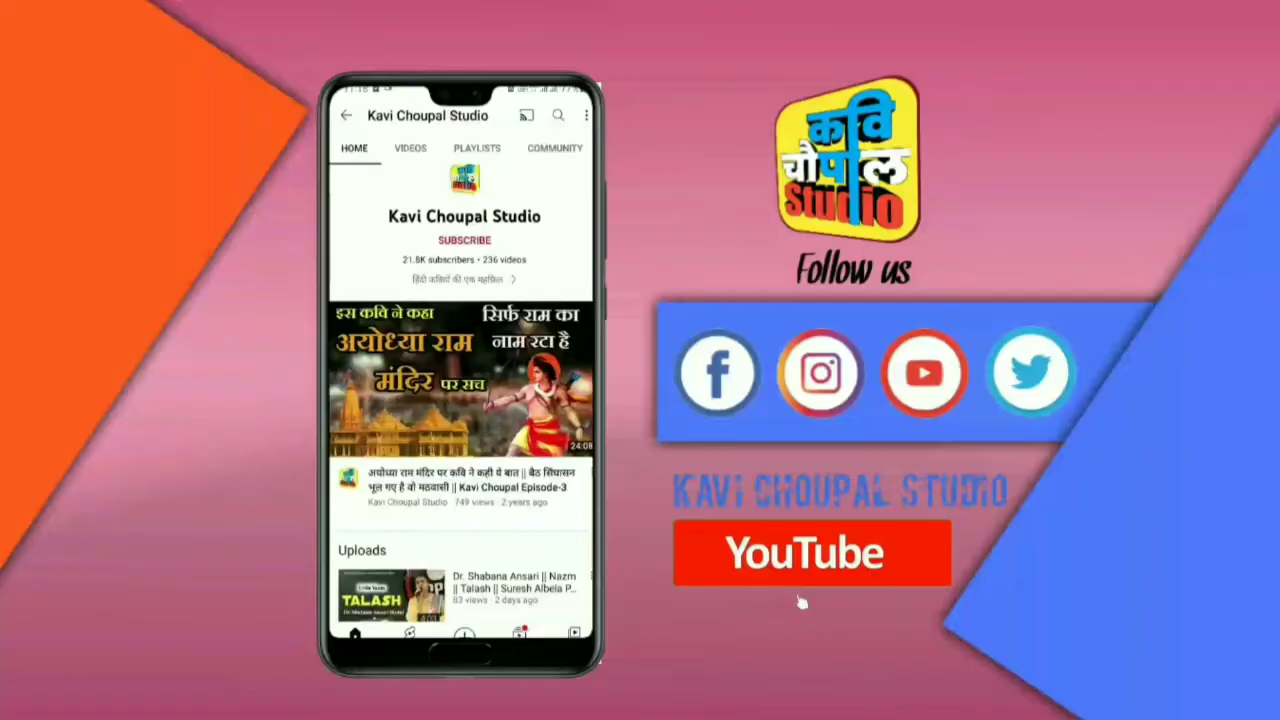 Kavi Choupal Studio
HOME VIDEOS PLAYLISTS COMMUNITY
Kavi Choupal Studio
SUBSCRIBE
21.8K subscribers • 236 videos
हिंदी कवियों की एक महफ़िल
इस कवि ने कहा
सिर्फ राम का
अयोध्या राम
नाम रटा है
मंदिर पर सच
24:08
अयोध्या राम मंदिर पर कवि ने कही ये बात || बैठ सिंघासन
भूल गए है वो मठवासी || Kavi Choupal Episode-3
Kavi Choupal Studio 749 views · 2 years ago
Uploads
TALASH
4:03
Dr. Shabana Ansari || Nazm
|| Talash || Suresh Albela P...
83 views · 2 days ago
कवि
चौपाल
Studio
Follow us
KAVI CHOUPAL STUDIO
YouTube